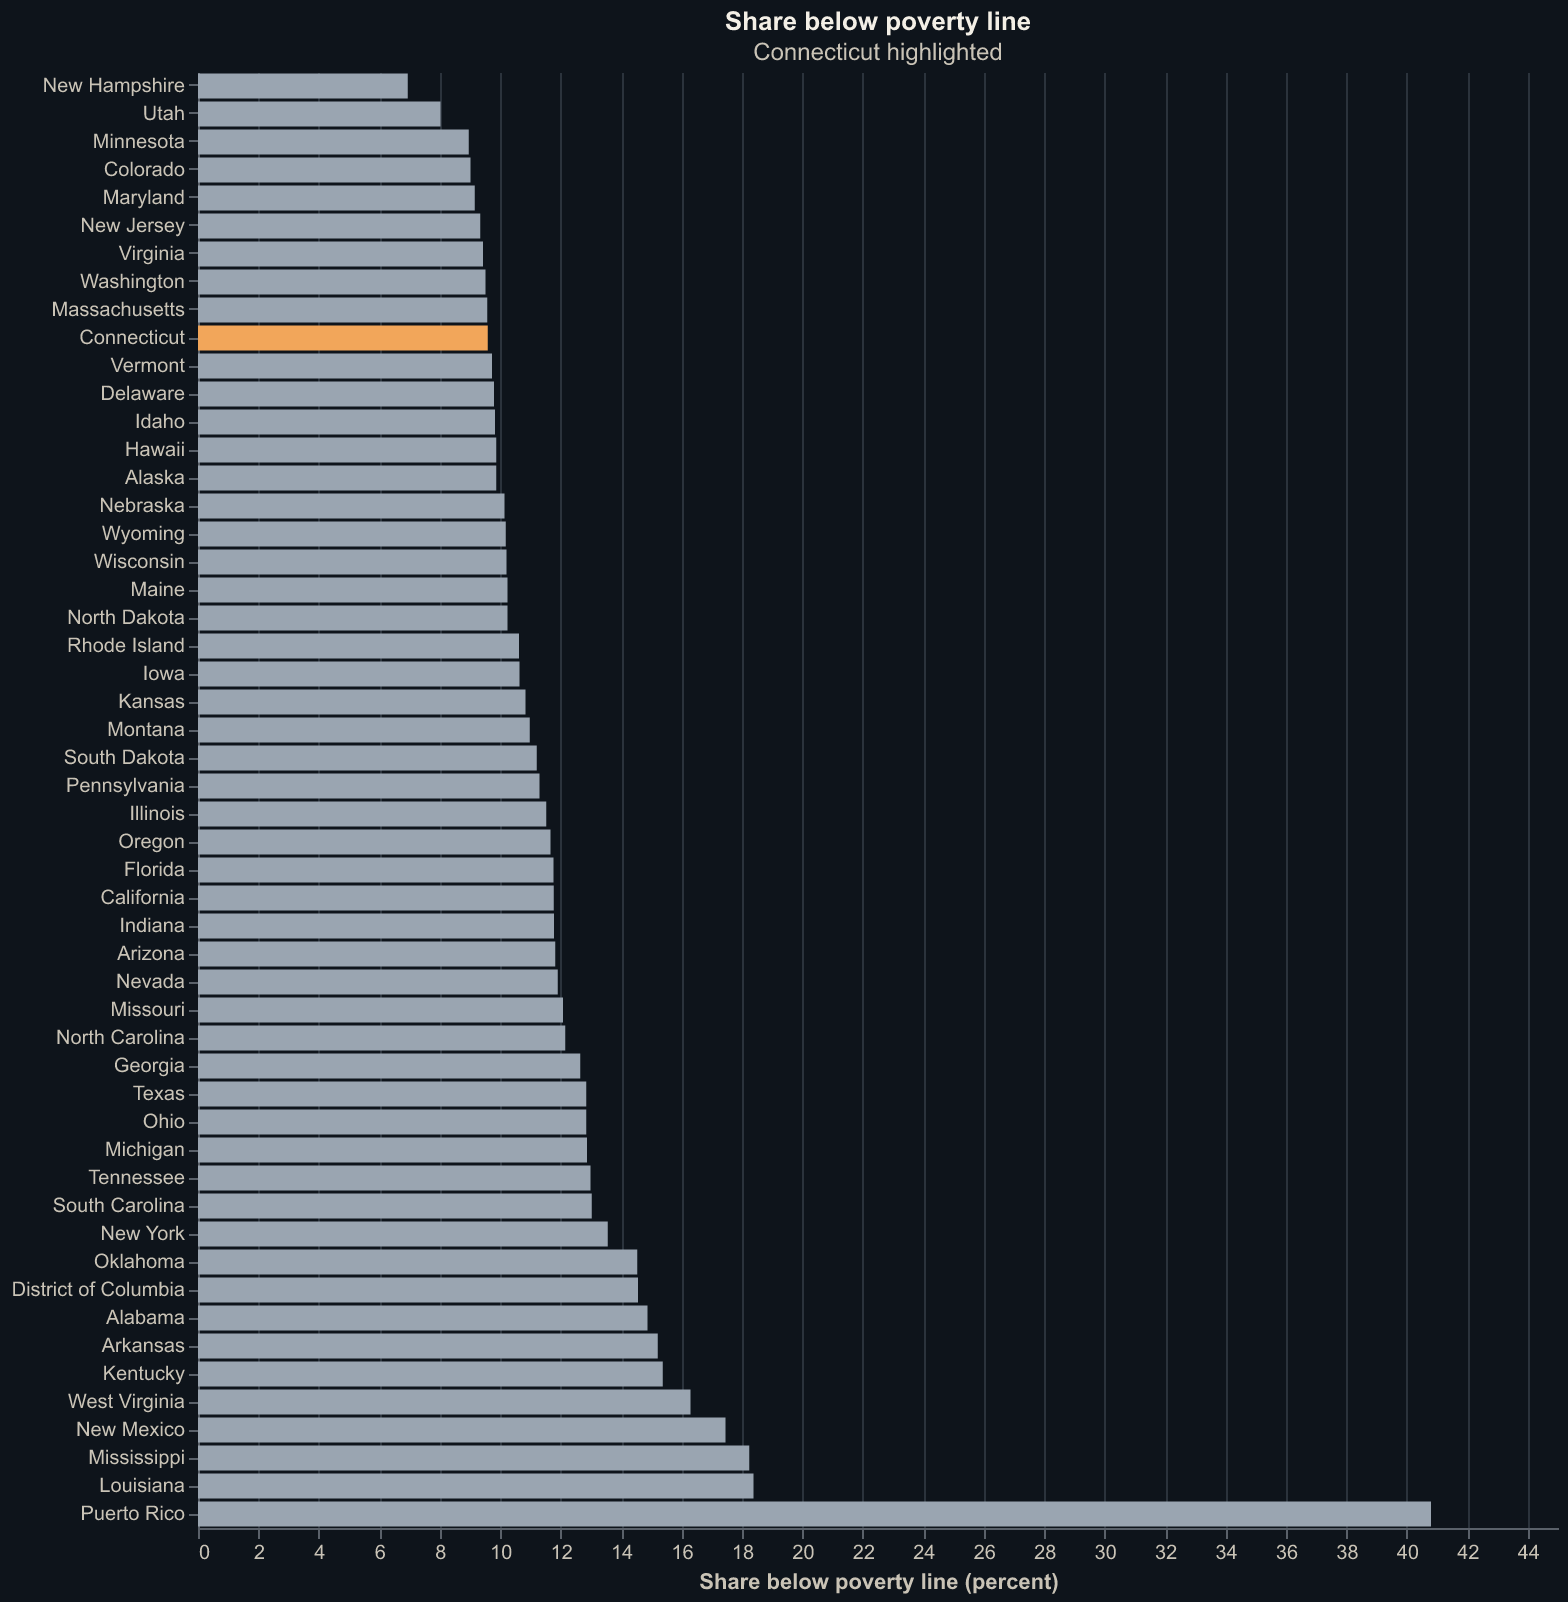 Share below poverty line
Connecticut highlighted
New Hampshire
Utah
Minnesota
Colorado
Maryland
New Jersey
Virginia
Washington
Massachusetts
Connecticut
Vermont
Delaware
Idaho
Hawaii
Alaska
Nebraska
Wyoming
Wisconsin
Maine
North Dakota
Rhode Island
Iowa
Kansas
Montana
South Dakota
Pennsylvania
Illinois
Oregon
Florida
California
Indiana
Arizona
Nevada
Missouri
North Carolina
Georgia
Texas
Ohio
Michigan
Tennessee
South Carolina
New York
Oklahoma
District of Columbia
Alabama
Arkansas
Kentucky
West Virginia
New Mexico
Mississippi
Louisiana
Puerto Rico
0 2 4 6 8 10 12 14 16 18 20 22 24 26 28 30 32 34 36 38 40 42 44
Share below poverty line (percent)